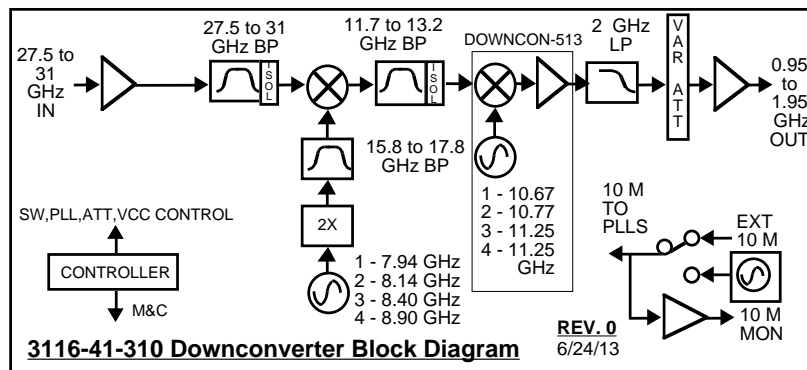 27.5 to
31
GHz
IN
27.5 to 31
GHz BP
ISOL
11.7 to 13.2
GHz BP
ISOL
DOWNCON-513
2 GHz
LP
VAR ATT
0.95
to
1.95
GHz
OUT
15.8 to 17.8
GHz BP
2X
1 - 7.94 GHz
2 - 8.14 GHz
3 - 8.40 GHz
4 - 8.90 GHz
1 - 10.67
2 - 10.77
3 - 11.25
4 - 11.25
GHz
SW,PLL,ATT,VCC CONTROL
CONTROLLER
M&C
10 M
TO
PLLS
EXT
10 M
10 M
MON
3116-41-310 Downconverter Block Diagram
REV. 0
6/24/13